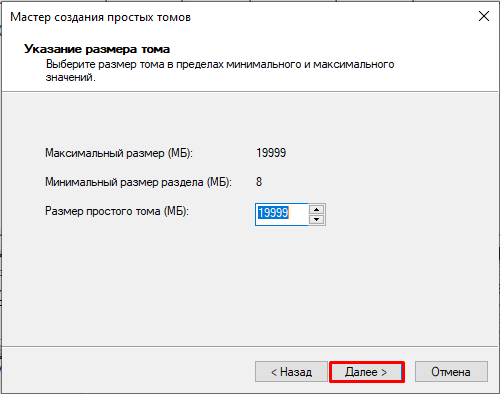 Мастер создания простых томов
Указание размера тома
Выберите размер тома в пределах минимального и максимального
значений.
Максимальный размер (МБ): 19999
Минимальный размер раздела (МБ): 8
Размер простого тома (МБ): 19999
< Назад Далее > Отмена